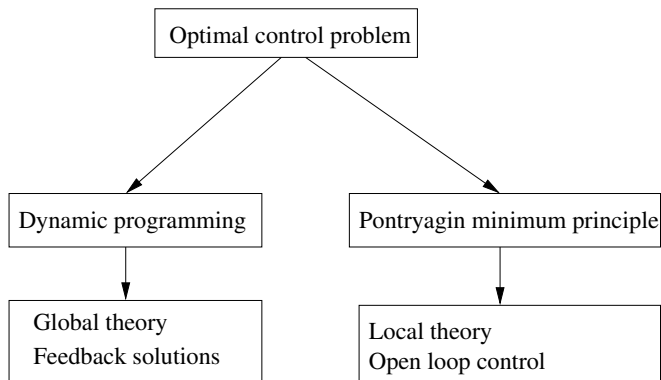 Optimal control problem
Dynamic programming
Pontryagin minimum principle
Global theory
Feedback solutions
Local theory
Open loop control